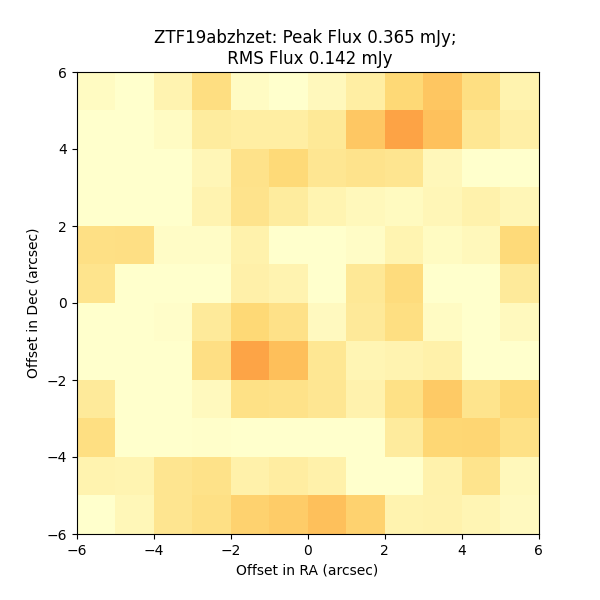 ZTF19abzhzet: Peak Flux 0.365 mJy;
RMS Flux 0.142 mJy
6
4
2
0
−2
−4
−6
Offset in Dec (arcsec)
−6 −4 −2 0 2 4 6
Offset in RA (arcsec)